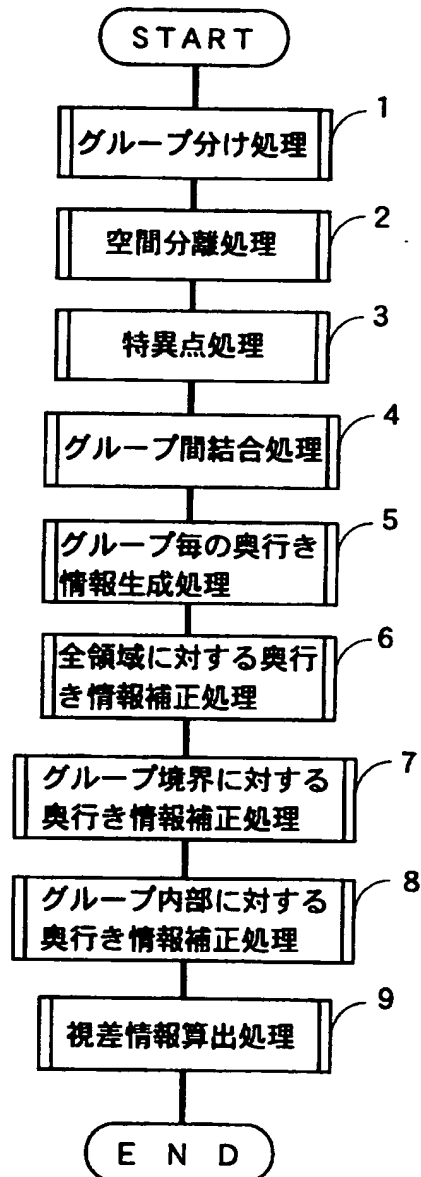 START
1
グループ分け処理
2
空間分離処理
3
特異点処理
4
グループ間結合処理
5
グループ毎の奥行き
情報生成処理
6
全領域に対する奥行
き情報補正処理
7
グループ境界に対する
奥行き情報補正処理
8
グループ内部に対する
奥行き情報補正処理
9
視差情報算出処理
END